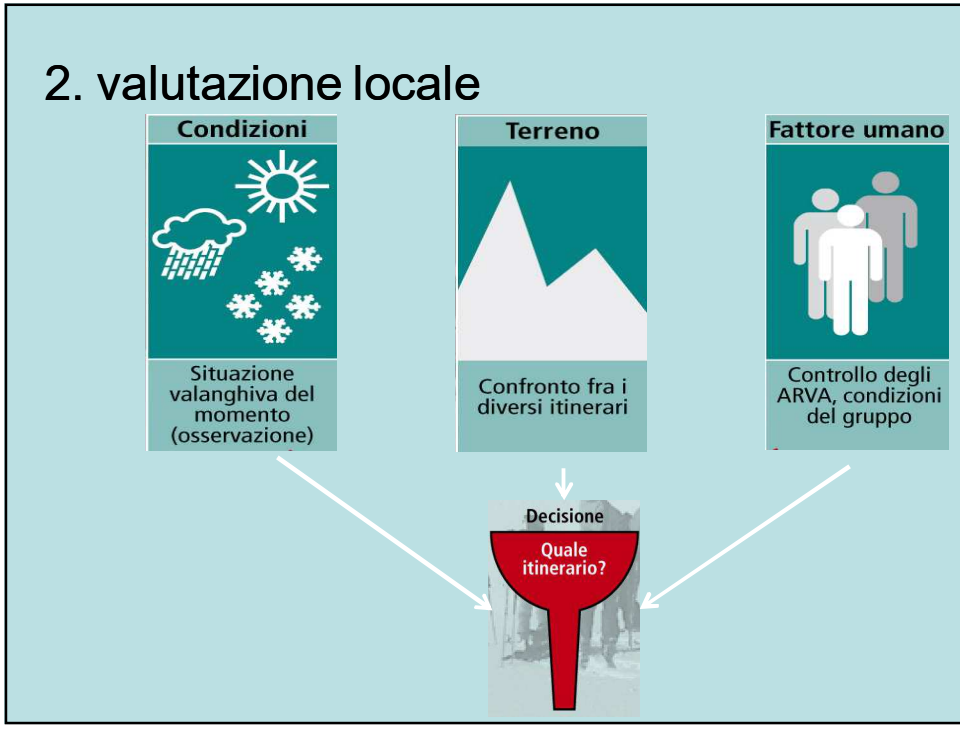 2. valutazione locale
Condizioni
Situazione
valanghiva del
momento
(osservazione)
Terreno
Confronto fra i
diversi itinerari
Fattore umano
Controllo degli
ARVA, condizioni
del gruppo
Decisione
Quale
itinerario?